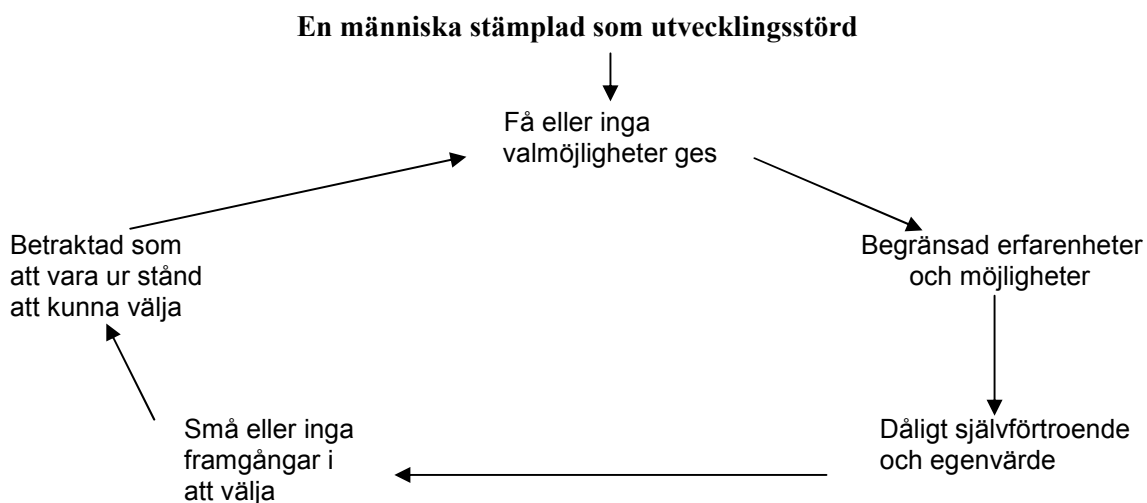 En människa stämplad som utvecklingsstörd
Få eller inga
valmöjligheter ges
Begränsad erfarenheter
och möjligheter
Dåligt självförtroende
och egenvärde
Små eller inga
framgångar i
att välja
Betraktad som
att vara ur stånd
att kunna välja